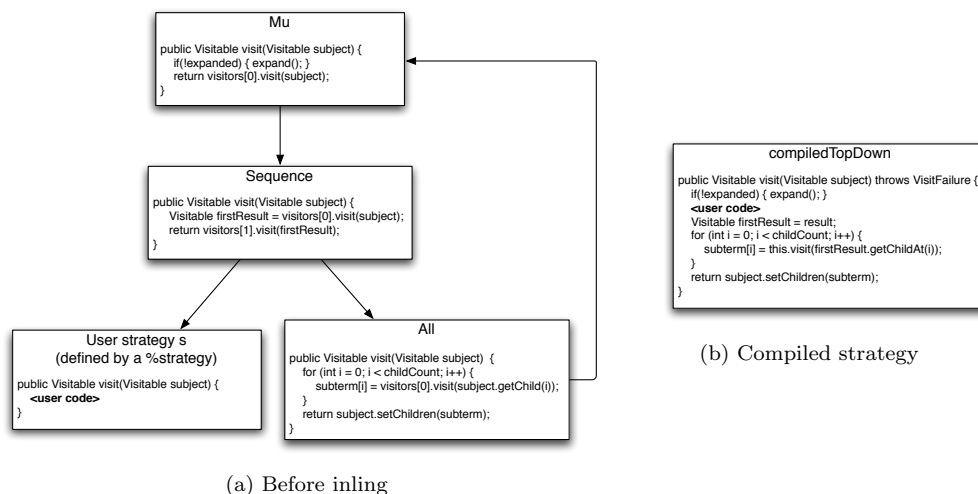 Mu
public Visitable visit(Visitable subject) {
if(!expanded) { expand(); }
return visitors[0].visit(subject);
}
Sequence
public Visitable visit(Visitable subject) {
Visitable firstResult = visitors[0].visit(subject);
return visitors[1].visit(firstResult);
}
User strategy s
(defined by a %strategy)
public Visitable visit(Visitable subject) {
<user code>
}
All
public Visitable visit(Visitable subject) {
for (int i = 0; i < childCount; i++) {
subterm[i] = visitors[0].visit(subject.getChild(i));
}
return subject.setChildren(subterm);
}
(a) Before inling
compiledTopDown
public Visitable visit(Visitable subject) throws VisitFailure {
if(!expanded) { expand(); }
<user code>
Visitable firstResult = result;
for (int i = 0; i < childCount; i++) {
subterm[i] = this.visit(firstResult.getChildAt(i));
}
return subject.setChildren(subterm);
}
(b) Compiled strategy